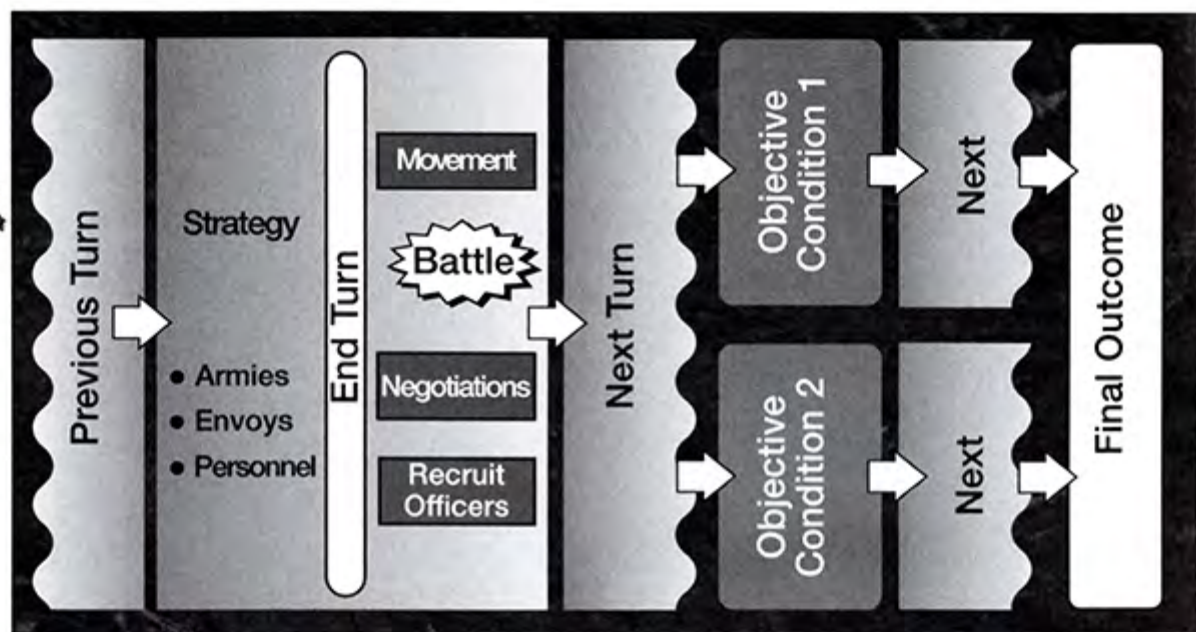 Previous Turn
Strategy
● Armies
● Envoys
● Personnel
End Turn
Movement
Battle
Negotiations
Recruit
Officers
Next Turn
Objective
Condition 1
Next
Objective
Condition 2
Next
Final Outcome